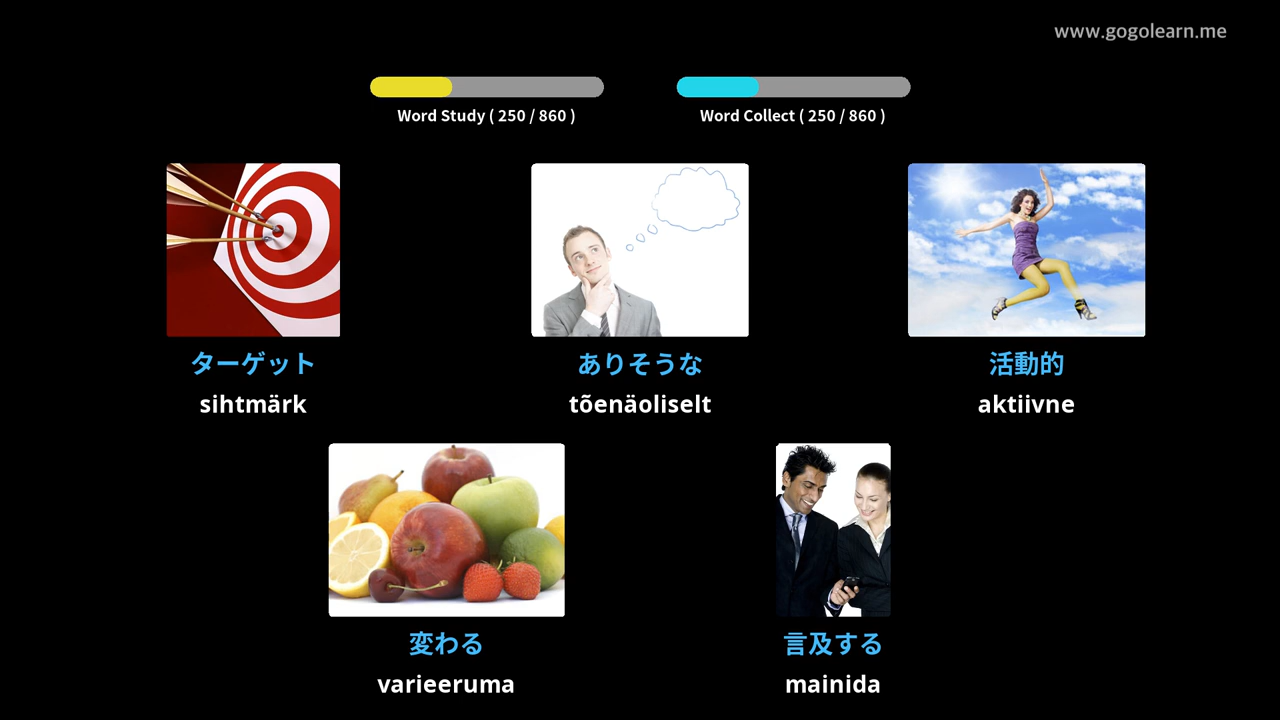 www.gogolearn.me
Word Study ( 250 / 860 )
Word Collect ( 250 / 860 )
ターゲット
sihtmärk
ありそうな
tõenäoliselt
活動的
aktiivne
変わる
varieeruma
言及する
mainida